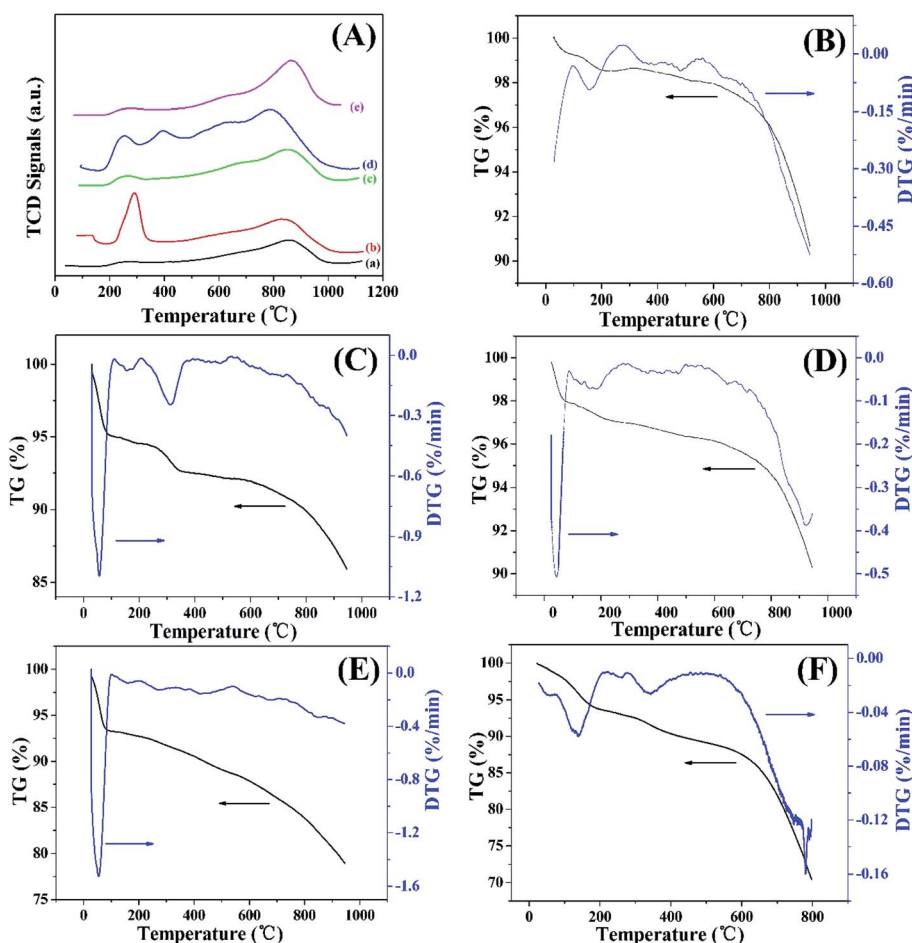 (A)
TCD Signals (a.u.)
(e)
(d)
(c)
(b)
(a)
0 200 400 600 800 1000 1200
Temperature (℃)
(B)
TG (%)
100
98
96
94
92
91
90
DTG (%/min)
0.00
-0.15
-0.30
-0.45
-0.60
0 200 400 600 800 1000
Temperature (℃)
(C)
TG (%)
100
95
90
85
DTG (%/min)
0.0
-0.3
-0.6
-0.9
-1.2
0 200 400 600 800 1000
Temperature (℃)
(D)
TG (%)
100
98
96
94
92
90
DTG (%/min)
0.0
-0.1
-0.2
-0.3
-0.4
-0.5
0 200 400 600 800 1000
Temperature (℃)
(E)
TG (%)
100
95
90
85
80
75
DTG (%/min)
0.0
-0.4
-0.8
-1.2
-1.6
0 200 400 600 800 1000
Temperature (℃)
(F)
TG (%)
100
95
90
85
80
75
70
DTG (%/min)
0.00
-0.04
-0.08
-0.12
-0.16
0 200 400 600 800
Temperature (℃)